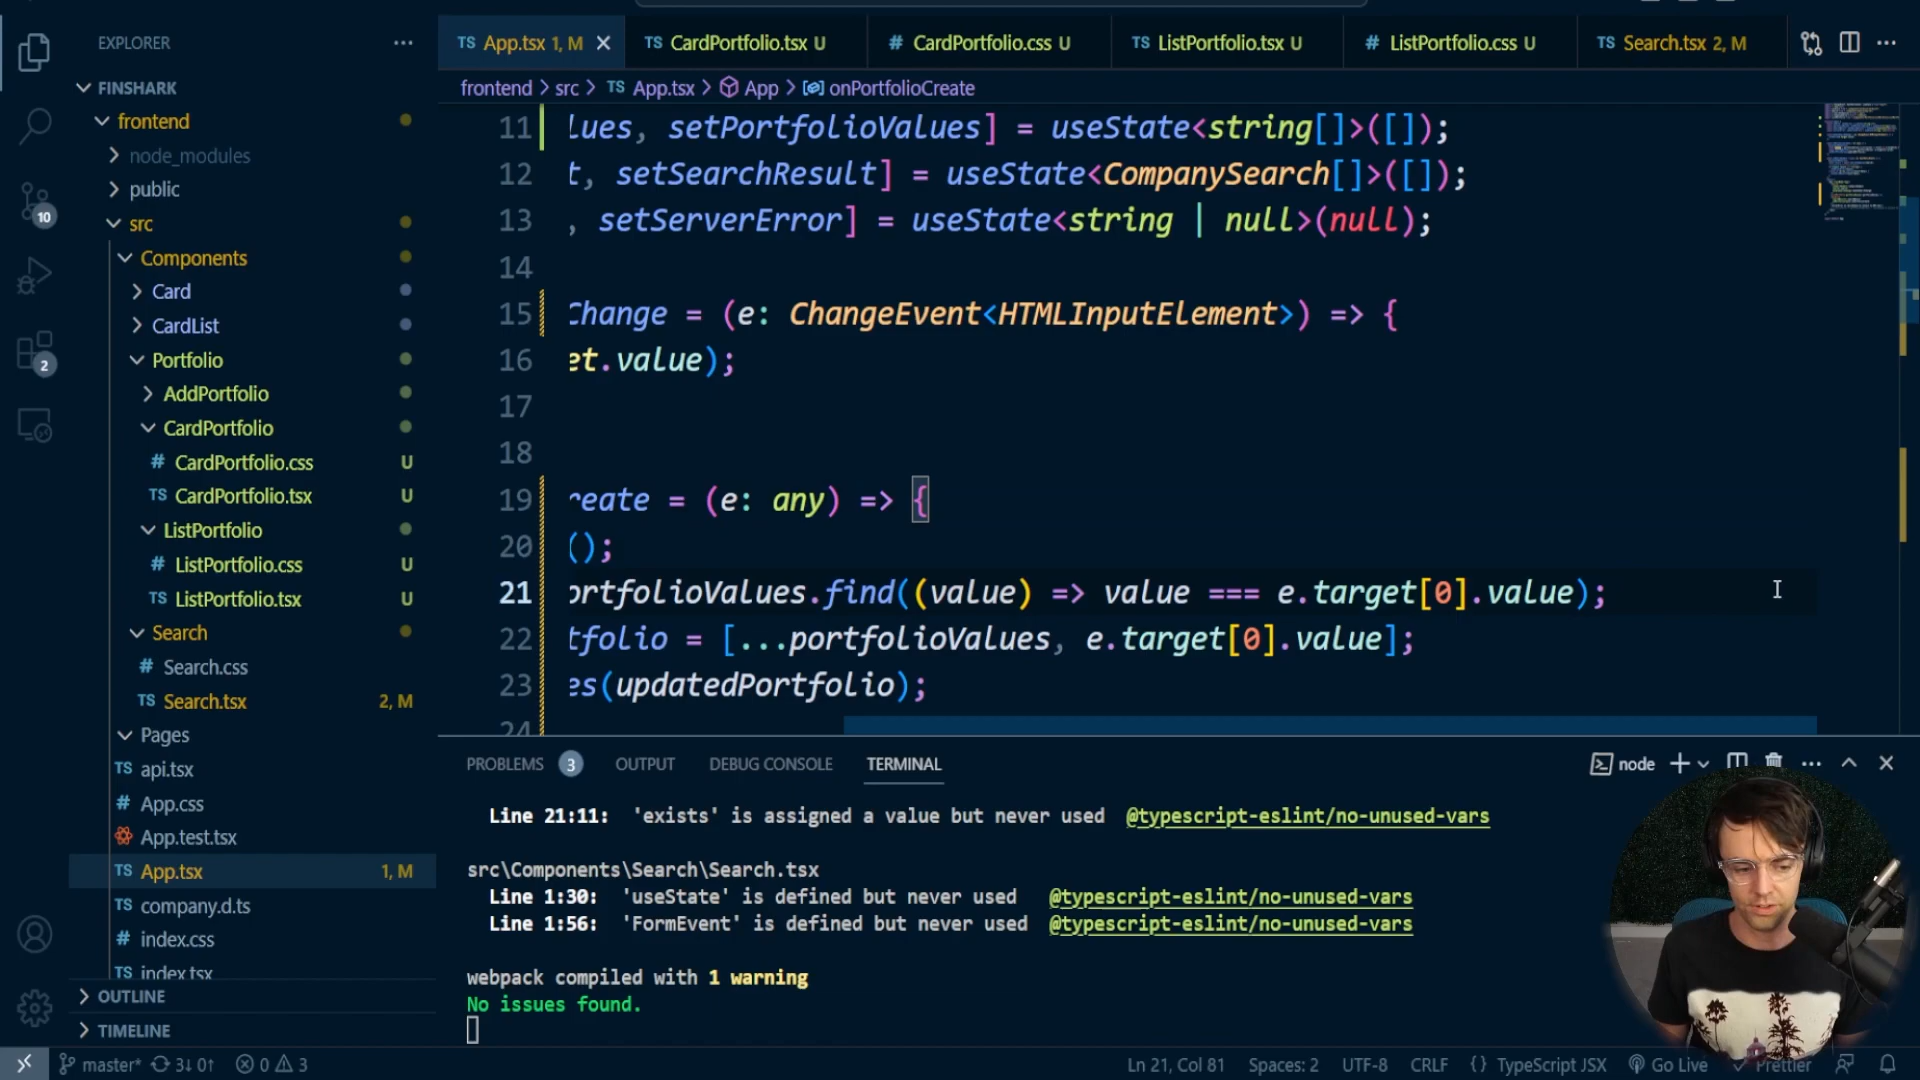 EXPLORER
FINSHARK
frontend
node_modules
public
src
Components
Card
CardList
Portfolio
AddPortfolio
CardPortfolio
# CardPortfolio.css U
TS CardPortfolio.tsx U
ListPortfolio
# ListPortfolio.css U
TS ListPortfolio.tsx U
Search
# Search.css
TS Search.tsx 2, M
Pages
TS api.tsx
# App.css
App.test.tsx
TS App.tsx 1, M
TS company.d.ts
# index.css
TS index.tsx
OUTLINE
TIMELINE
10
2
TS App.tsx 1, M
TS CardPortfolio.tsx U
# CardPortfolio.css U
TS ListPortfolio.tsx U
# ListPortfolio.css U
TS Search.tsx 2, M
frontend > src > TS App.tsx > App > onPortfolioCreate
11 lues, setPortfolioValues] = useState<string[]>([]);
12 t, setSearchResult] = useState<CompanySearch[]>([]);
13 , setServerError] = useState<string | null>(null);
14
15 Change = (e: ChangeEvent<HTMLInputElement>) => {
16 et.value);
17
18
19 reate = (e: any) => {
20 ();
21 ortfolioValues.find((value) => value === e.target[0].value);
22 tfolio = [...portfolioValues, e.target[0].value];
23 es(updatedPortfolio);
24
PROBLEMS 3 OUTPUT DEBUG CONSOLE TERMINAL
node
Line 21:11: 'exists' is assigned a value but never used @typescript-eslint/no-unused-vars
src\Components\Search\Search.tsx
Line 1:30: 'useState' is defined but never used @typescript-eslint/no-unused-vars
Line 1:56: 'FormEvent' is defined but never used @typescript-eslint/no-unused-vars
webpack compiled with 1 warning
No issues found.
master* 3↓ 0↑ 0 3
Ln 21, Col 81 Spaces: 2 UTF-8 CRLF {} TypeScript JSX Go Live Prettier